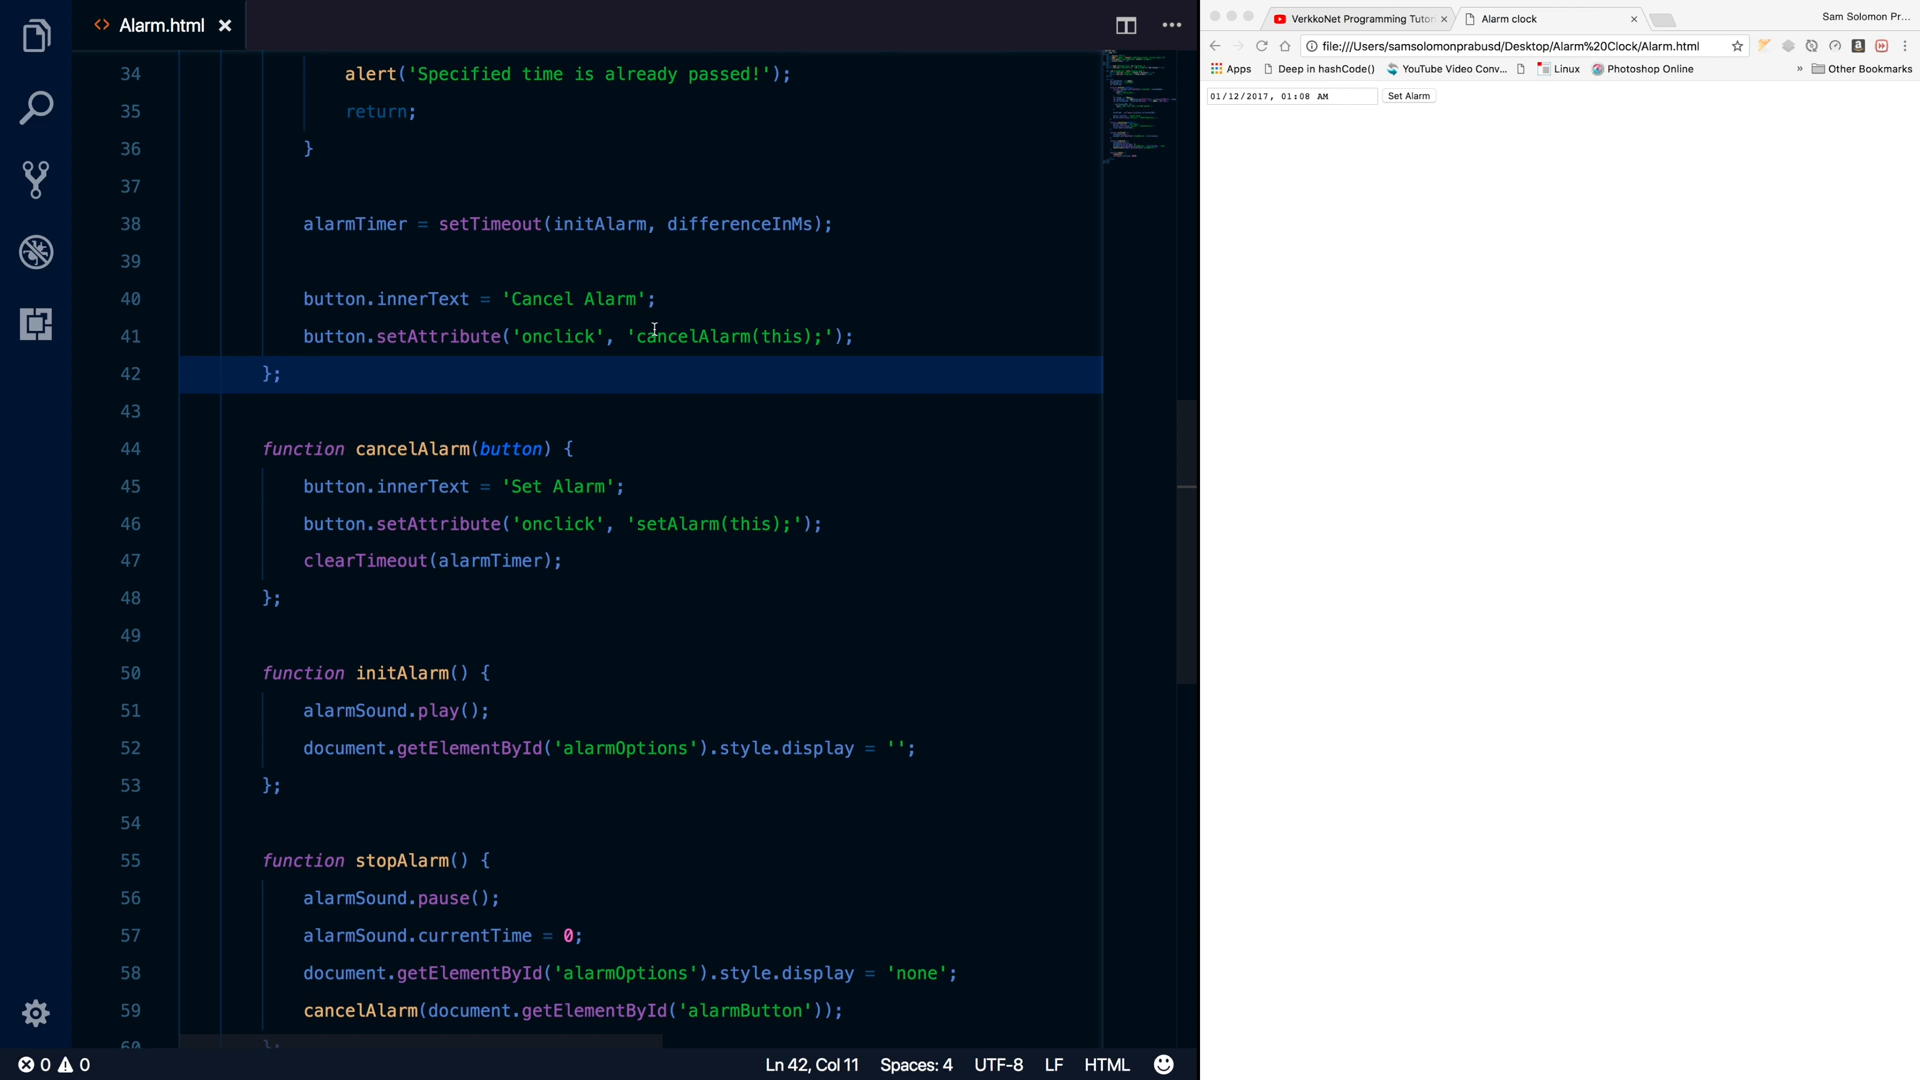 Alarm.html
34 alert('Specified time is already passed!');
35 return;
36 }
37
38 alarmTimer = setTimeout(initAlarm, differenceInMs);
39
40 button.innerText = 'Cancel Alarm';
41 button.setAttribute('onclick', 'cancelAlarm(this);');
42 };
43
44 function cancelAlarm(button) {
45 button.innerText = 'Set Alarm';
46 button.setAttribute('onclick', 'setAlarm(this);');
47 clearTimeout(alarmTimer);
48 };
49
50 function initAlarm() {
51 alarmSound.play();
52 document.getElementById('alarmOptions').style.display = '';
53 };
54
55 function stopAlarm() {
56 alarmSound.pause();
57 alarmSound.currentTime = 0;
58 document.getElementById('alarmOptions').style.display = 'none';
59 cancelAlarm(document.getElementById('alarmButton'));
60 };
0 0 Ln 42, Col 11 Spaces: 4 UTF-8 LF HTML
VerkkoNet Programming Tutor Alarm clock Sam Solomon Pr...
file:///Users/samsolomonprabusd/Desktop/Alarm%20Clock/Alarm.html
Apps Deep in hashCode() YouTube Video Conv... Linux Photoshop Online » Other Bookmarks
01/12/2017, 01:08 AM Set Alarm